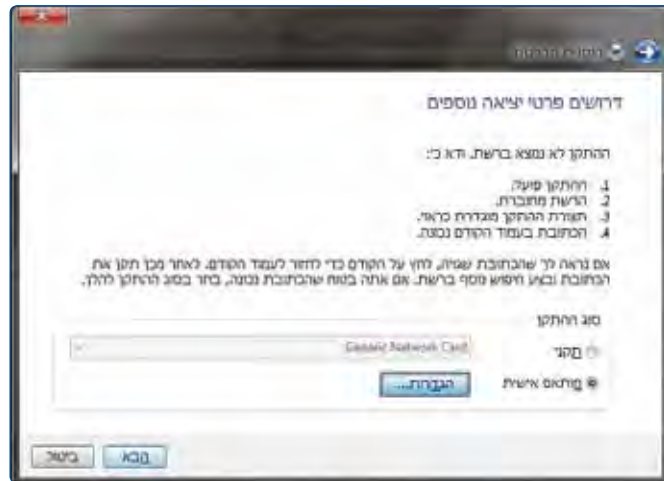 הוספת מדפסת
דרושים פרטי יציאה נוספים
ההתקן לא נמצא ברשת. ודא כי:
1. ההתקן פועל.
2. הרשת מחוברת.
3. תצורת ההתקן מוגדרת כראוי.
4. הכתובת בעמוד הקודם נכונה.
אם נראה לך שהכתובת שגויה, לחץ על הקודם כדי לחזור לעמוד הקודם. לאחר מכן תקן את
הכתובת ובצע חיפוש נוסף ברשת. אם אתה בטוח שהכתובת נכונה, בחר בסוג ההתקן להלן.
סוג ההתקן
תקני
Generic Network Card
מותאם אישית
הגדרות...
הבא
ביטול